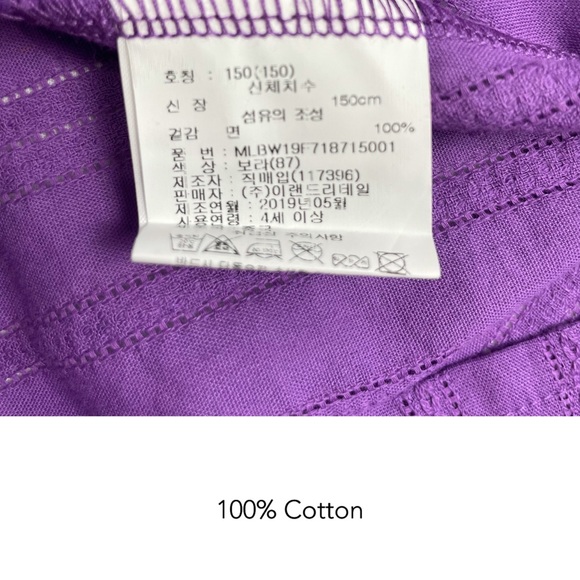 호칭 : 150(150)
신체치수
신 장 150cm
섬유의 조성
겉감 면 100%
품 번 : MLBW19F718715001
색 상 : 보라(87)
제조자 : 직매입(117396)
판매자 : (주)이랜드리테일
제조연월 : 2019년05월
사용연령 : 4세 이상
100% Cotton